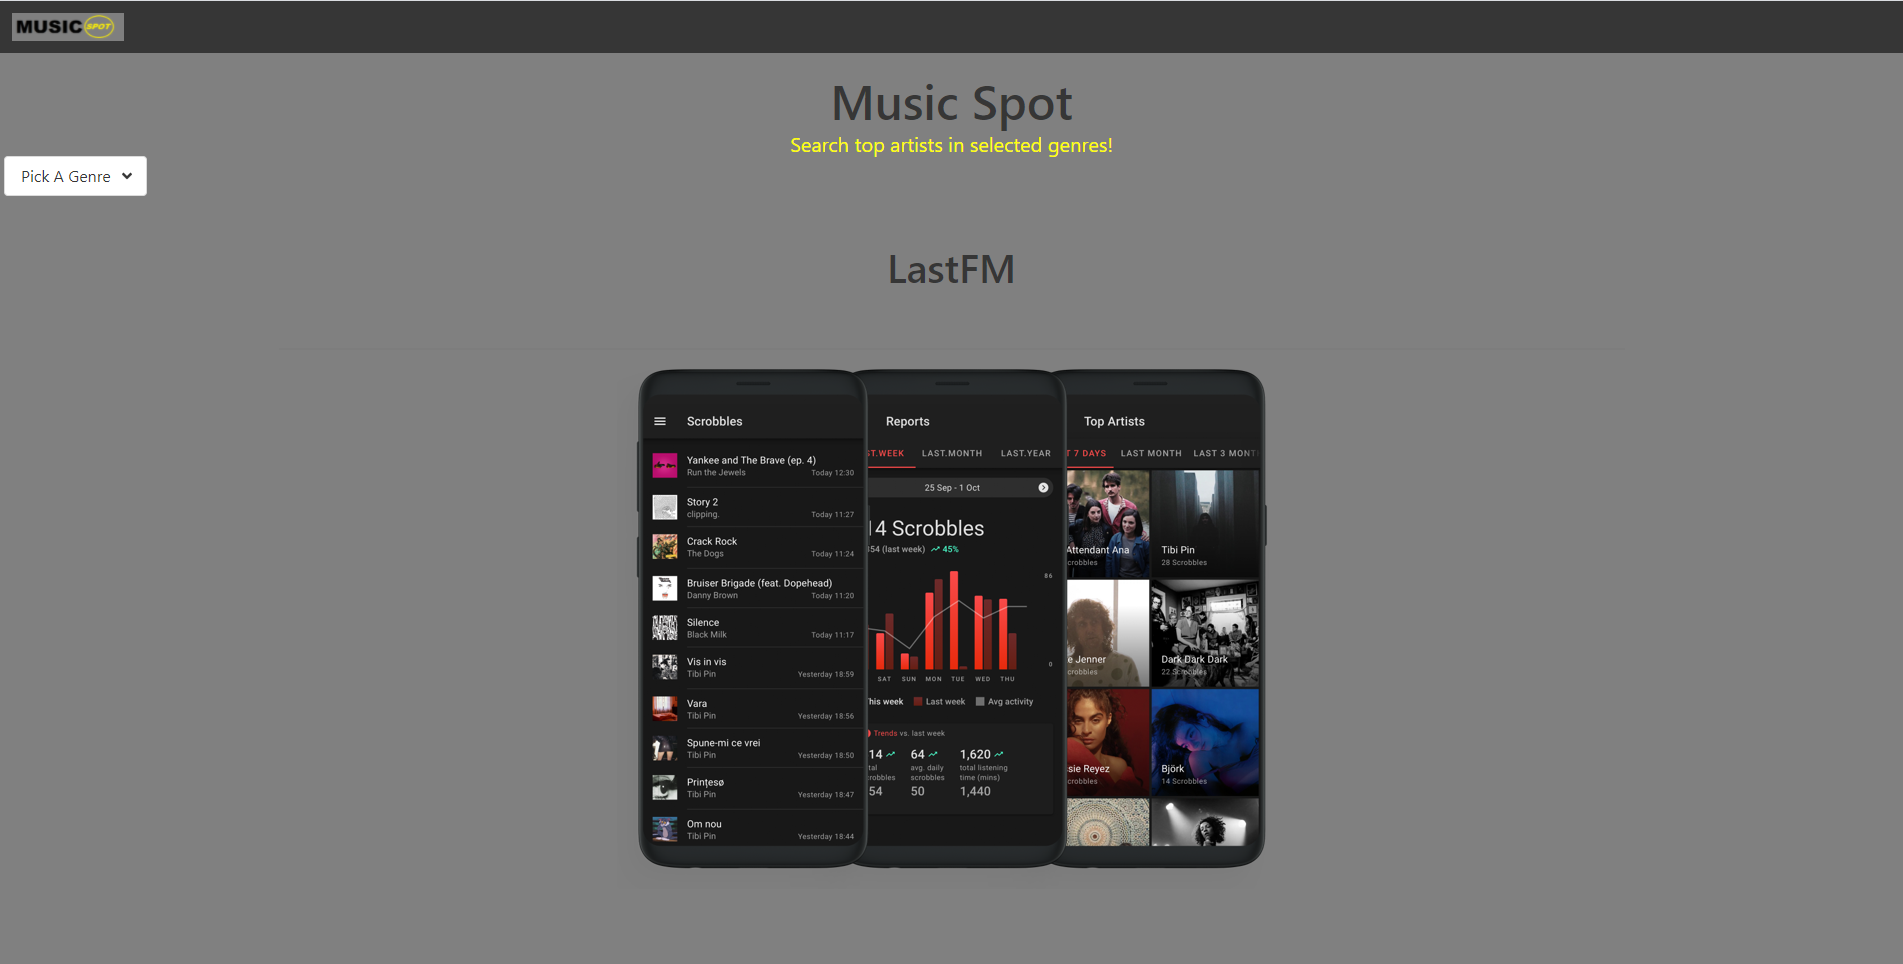 MUSIC SPOT
Music Spot
Search top artists in selected genres!
Pick A Genre
LastFM
Scrobbles
Yankee and The Brave (ep. 4)
Run the Jewels Today 12:30
Story 2
clipping. Today 11:27
Crack Rock
The Dogs Today 11:24
Bruiser Brigade (feat. Dopehead)
Danny Brown Today 11:20
Silence
Black Milk Today 11:17
Vis in vis
Tibi Pin Yesterday 18:59
Vara
Tibi Pin Yesterday 18:56
Spune-mi ce vrei
Tibi Pin Yesterday 18:50
Prințesø
Tibi Pin Yesterday 18:47
Om nou
Tibi Pin Yesterday 18:44
Reports
ST.WEEK LAST.MONTH LAST.YEAR
25 Sep - 1 Oct
14 Scrobbles
354 (last week) 45%
86
0
SAT SUN MON TUE WED THU
This week Last week Avg activity
Trends vs. last week
14 64 1,620
tal avg. daily total listening
crobbles scrobbles time (mins)
54 50 1,440
Top Artists
T 7 DAYS LAST MONTH LAST 3 MONT
Attendant Ana Tibi Pin
crobbles 28 Scrobbles
e Jenner Dark Dark Dark
crobbles 22 Scrobbles
ssie Reyez Björk
crobbles 14 Scrobbles